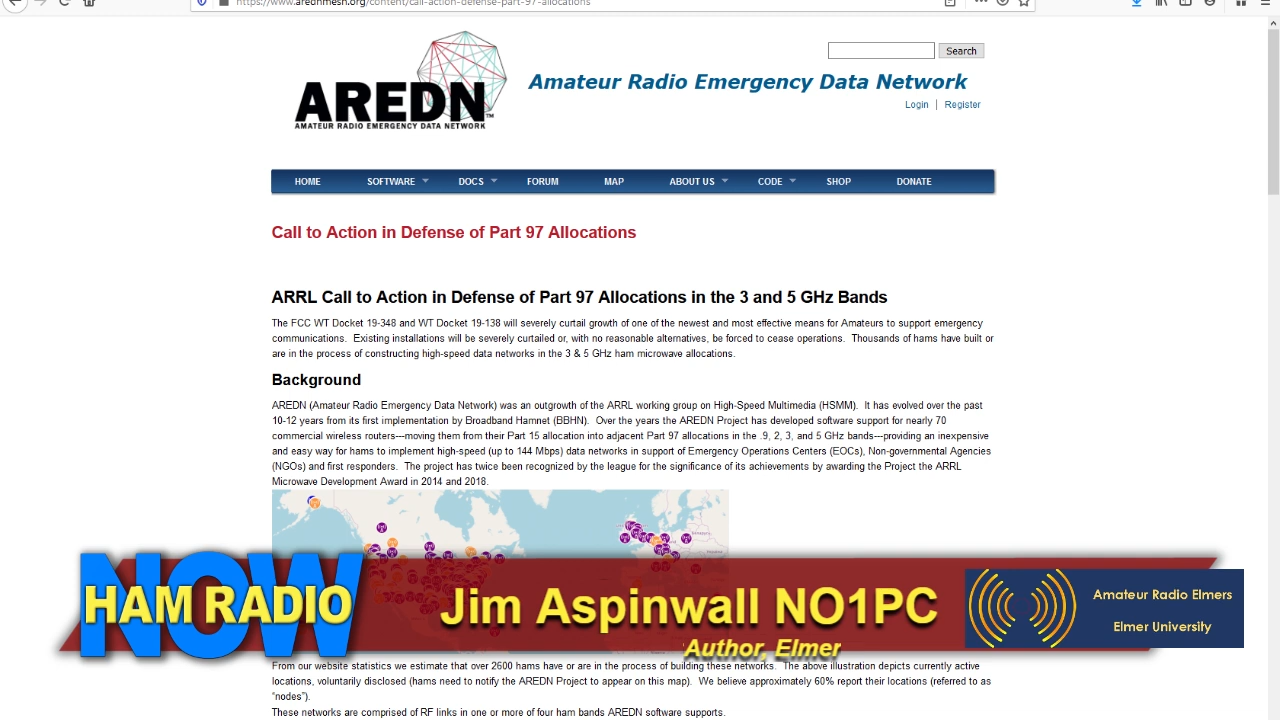 https://www.arednmesh.org/content/call-action-defense-part-97-allocations
Search
AREDN™
AMATEUR RADIO EMERGENCY DATA NETWORK
Amateur Radio Emergency Data Network
Login | Register
HOME SOFTWARE DOCS FORUM MAP ABOUT US CODE SHOP DONATE
Call to Action in Defense of Part 97 Allocations
ARRL Call to Action in Defense of Part 97 Allocations in the 3 and 5 GHz Bands
The FCC WT Docket 19-348 and WT Docket 19-138 will severely curtail growth of one of the newest and most effective means for Amateurs to support emergency
communications. Existing installations will be severely curtailed or, with no reasonable alternatives, be forced to cease operations. Thousands of hams have built or
are in the process of constructing high-speed data networks in the 3 & 5 GHz ham microwave allocations.
Background
AREDN (Amateur Radio Emergency Data Network) was an outgrowth of the ARRL working group on High-Speed Multimedia (HSMM). It has evolved over the past
10-12 years from its first implementation by Broadband Hamnet (BBHN). Over the years the AREDN Project has developed software support for nearly 70
commercial wireless routers---moving them from their Part 15 allocation into adjacent Part 97 allocations in the .9, 2, 3, and 5 GHz bands---providing an inexpensive
and easy way for hams to implement high-speed (up to 144 Mbps) data networks in support of Emergency Operations Centers (EOCs), Non-governmental Agencies
(NGOs) and first responders. The project has twice been recognized by the league for the significance of its achievements by awarding the Project the ARRL
Microwave Development Award in 2014 and 2018.
NOW
HAM RADIO
Jim Aspinwall NO1PC
Author, Elmer
Amateur Radio Elmers
Elmer University
From our website statistics we estimate that over 2600 hams have or are in the process of building these networks. The above illustration depicts currently active
locations, voluntarily disclosed (hams need to notify the AREDN Project to appear on this map). We believe approximately 60% report their locations (referred to as
“nodes”).
These networks are comprised of RF links in one or more of four ham bands AREDN software supports.